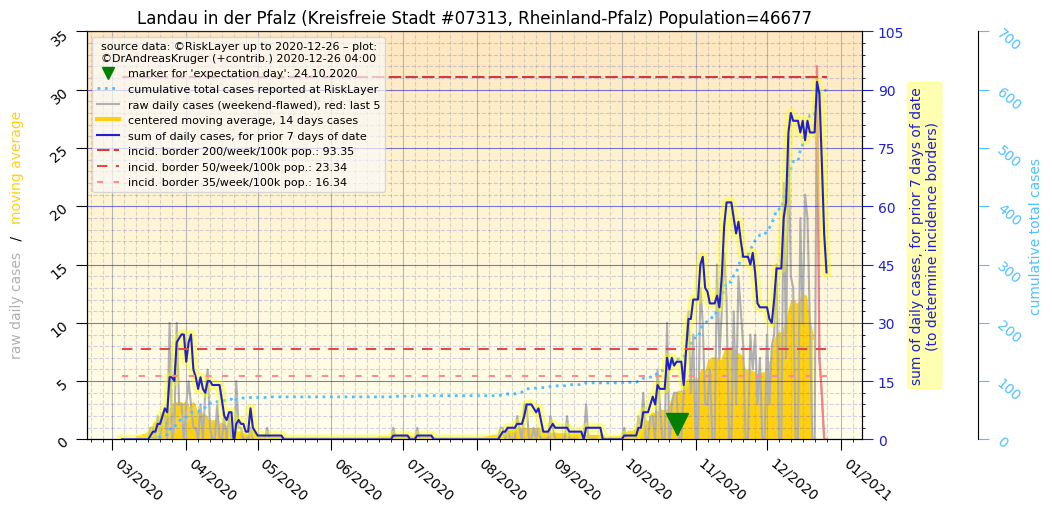 Landau in der Pfalz (Kreisfreie Stadt #07313, Rheinland-Pfalz) Population=46677
source data: ©RiskLayer up to 2020-12-26 – plot:
©DrAndreasKruger (+contrib.) 2020-12-26 04:00
marker for 'expectation day': 24.10.2020
cumulative total cases reported at RiskLayer
raw daily cases (weekend-flawed), red: last 5
centered moving average, 14 days cases
sum of daily cases, for prior 7 days of date
incid. border 200/week/100k pop.: 93.35
incid. border 50/week/100k pop.: 23.34
incid. border 35/week/100k pop.: 16.34
raw daily cases / moving average
35
30
25
20
15
10
5
0
03/2020
04/2020
05/2020
06/2020
07/2020
08/2020
09/2020
10/2020
11/2020
12/2020
01/2021
105
90
75
60
45
30
15
0
sum of daily cases, for prior 7 days of date
(to determine incidence borders)
700
600
500
400
300
200
100
0
cumulative total cases